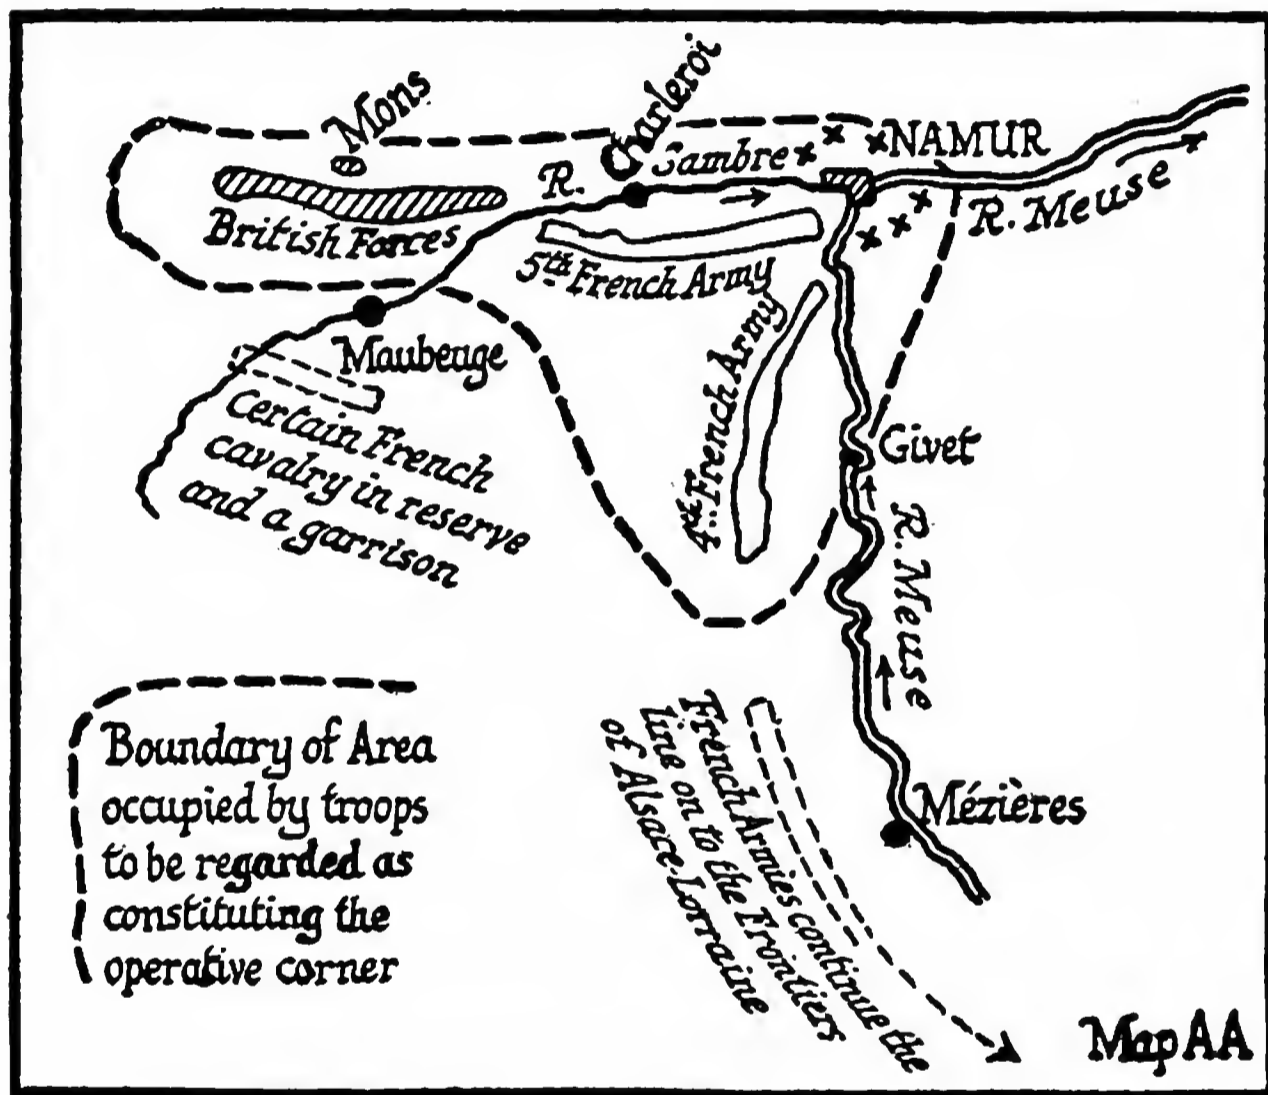 Mons
Charleroi
R. Sambre
NAMUR
R. Meuse
British Forces
5th French Army
4th French Army
Maubeuge
Certain French
cavalry in reserve
and a garrison
Givet
R. Meuse
Mézières
Boundary of Area
occupied by troops
to be regarded as
constituting the
operative corner
French Armies continue the
line on to the Frontiers
of Alsace-Lorraine
Map AA